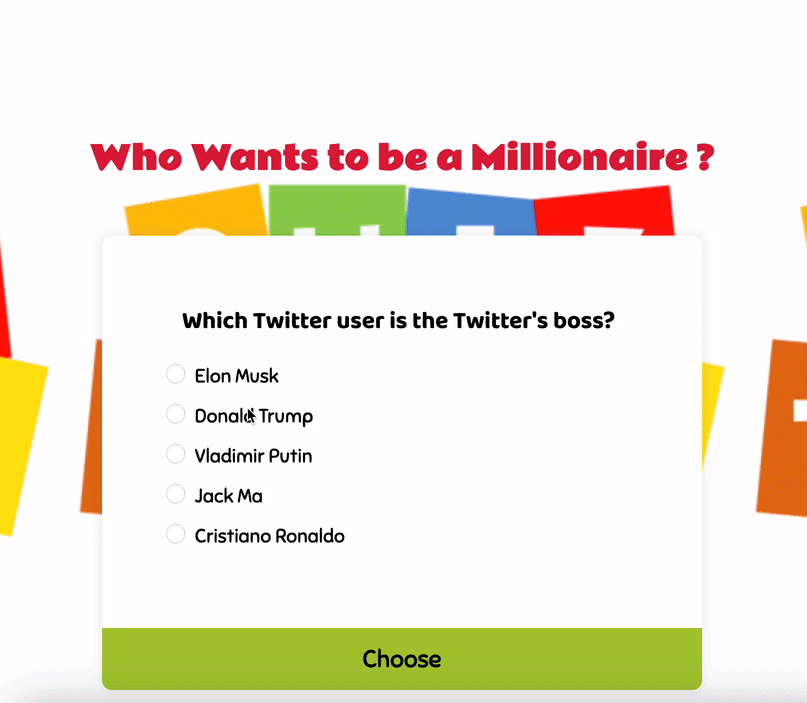 Who Wants to be a Millionaire ?
Which Twitter user is the Twitter's boss?
Elon Musk
Donald Trump
Vladimir Putin
Jack Ma
Cristiano Ronaldo
Choose